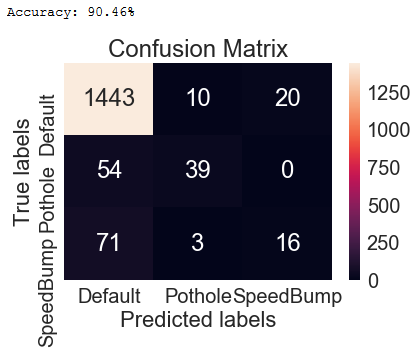 Accuracy: 90.46%
Confusion Matrix
True labels
Default
Pothole
SpeedBump
1443 10 20
54 39 0
71 3 16
1250
1000
750
500
250
0
Default Pothole SpeedBump
Predicted labels